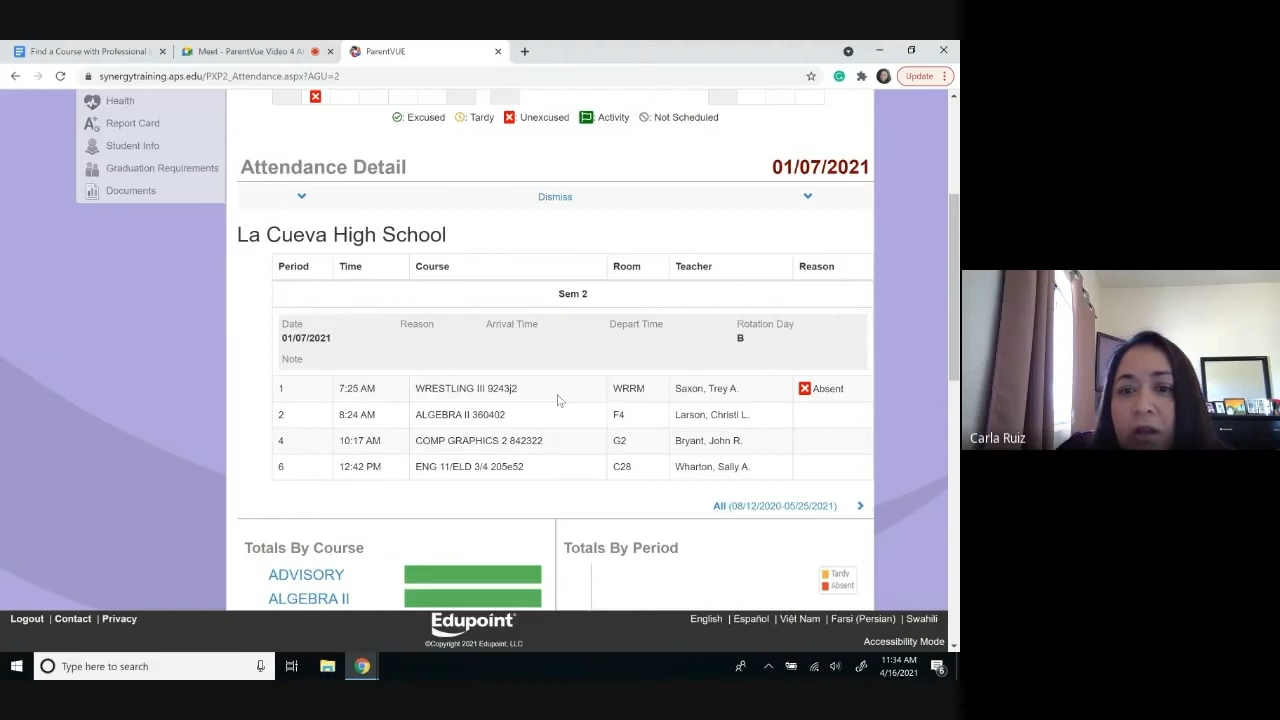 Find a Course with Professional L
Meet - ParentVue Video 4 At
ParentVUE
synergytraining.aps.edu/PXP2_Attendance.aspx?AGU=2
Update
Health
Report Card
Student Info
Graduation Requirements
Documents
: Excused : Tardy : Unexcused : Activity : Not Scheduled
Attendance Detail 01/07/2021
Dismiss
La Cueva High School
Period Time Course Room Teacher Reason
Sem 2
Date Reason Arrival Time Depart Time Rotation Day
01/07/2021 B
Note
1 7:25 AM WRESTLING III 9243j2 WRRM Saxon, Trey A. Absent
2 8:24 AM ALGEBRA II 360402 F4 Larson, Christi L.
4 10:17 AM COMP GRAPHICS 2 842322 G2 Bryant, John R.
6 12:42 PM ENG 11/ELD 3/4 205e52 C28 Wharton, Sally A.
All (08/12/2020-05/25/2021)
Totals By Course
ADVISORY
ALGEBRA II
Totals By Period
Tardy
Absent
Logout | Contact | Privacy
Edupoint
©Copyright 2021 Edupoint, LLC
English | Español | Việt Nam | Farsi (Persian) | Swahili
Accessibility Mode
Type here to search
11:34 AM
4/16/2021
6
Carla Ruiz